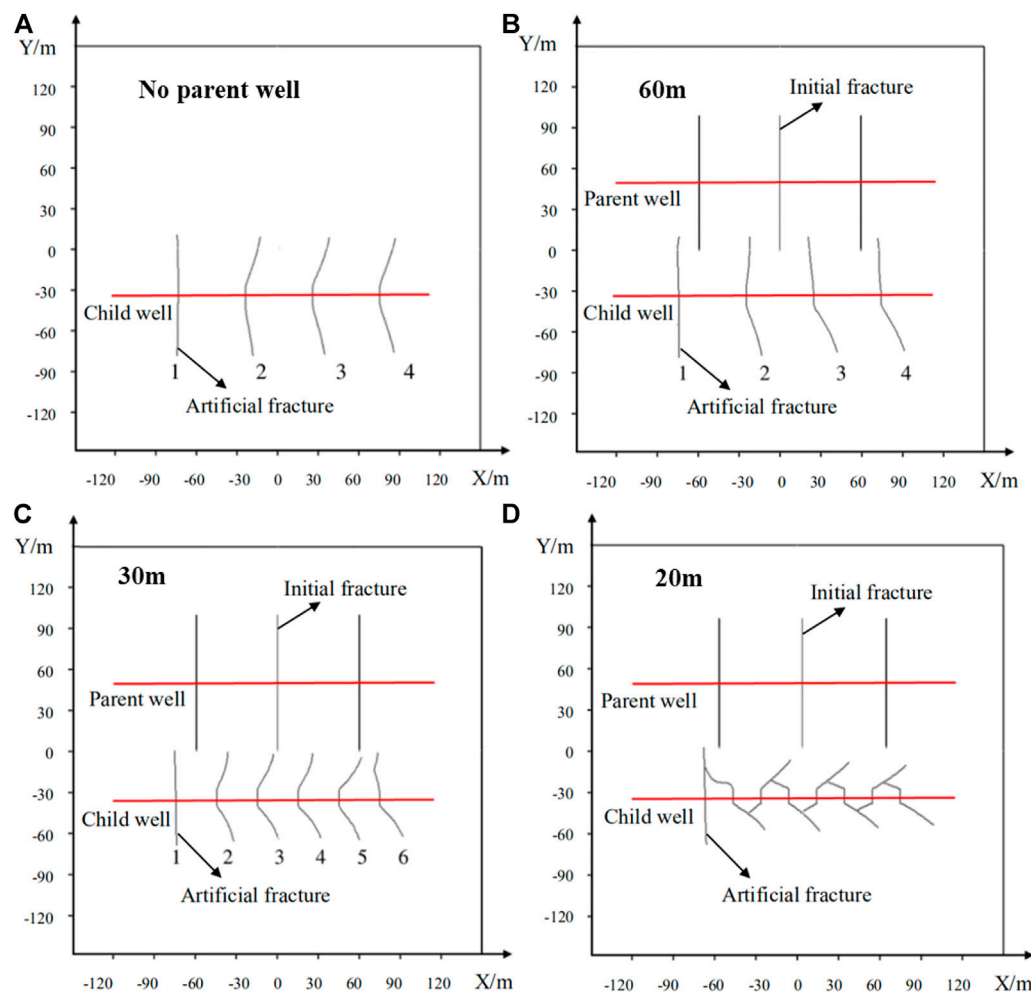 A
Y/m
No parent well
120
90
60
30
0
-30
-60
-90
-120
Child well
1
2
3
4
Artificial fracture
-120 -90 -60 -30 0 30 60 90 120 X/m
B
Y/m
60m
Initial fracture
120
90
60
30
0
-30
-60
-90
-120
Parent well
Child well
1
2
3
4
Artificial fracture
-120 -90 -60 -30 0 30 60 90 120 X/m
C
Y/m
30m
Initial fracture
120
90
60
30
0
-30
-60
-90
-120
Parent well
Child well
1 2 3 4 5 6
Artificial fracture
-120 -90 -60 -30 0 30 60 90 120 X/m
D
Y/m
20m
Initial fracture
120
90
60
30
0
-30
-60
-90
-120
Parent well
Child well
Artificial fracture
-120 -90 -60 -30 0 30 60 90 120 X/m